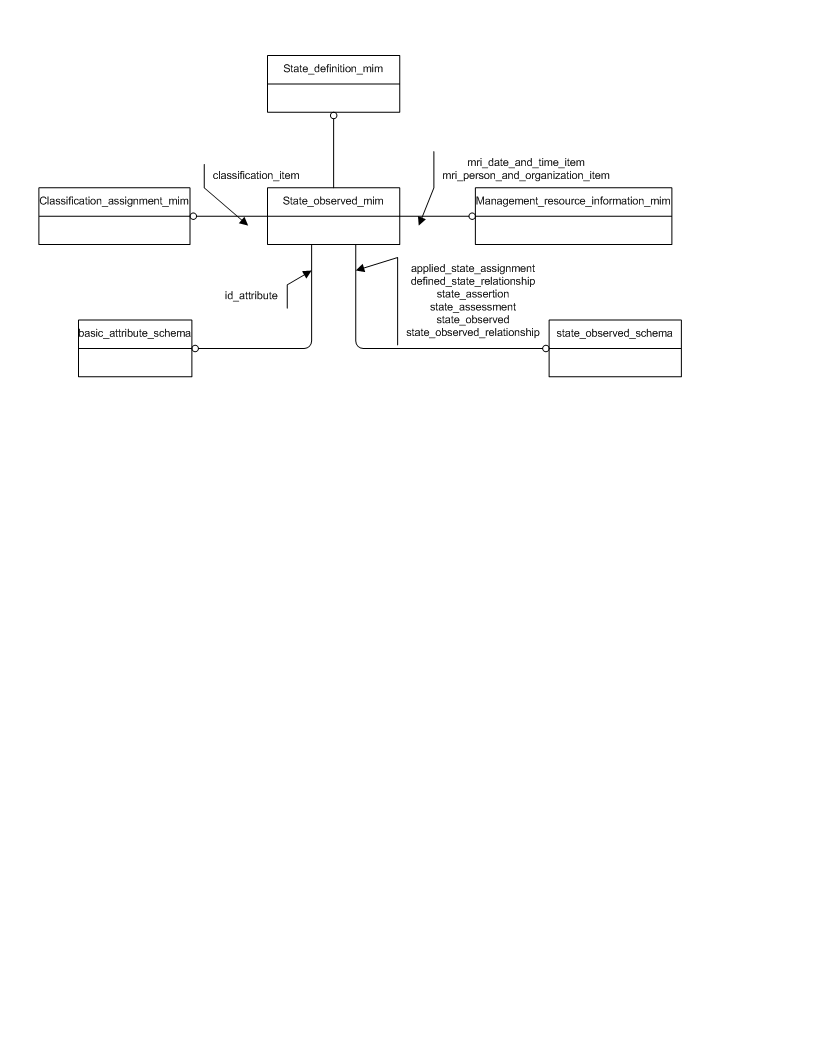 State_definition_mim
classification_item
mri_date_and_time_item
mri_person_and_organization_item
Classification_assignment_mim
State_observed_mim
Management_resource_information_mim
id_attribute
applied_state_assignment
defined_state_relationship
state_assertion
state_assessment
state_observed
state_observed_relationship
basic_attribute_schema
state_observed_schema